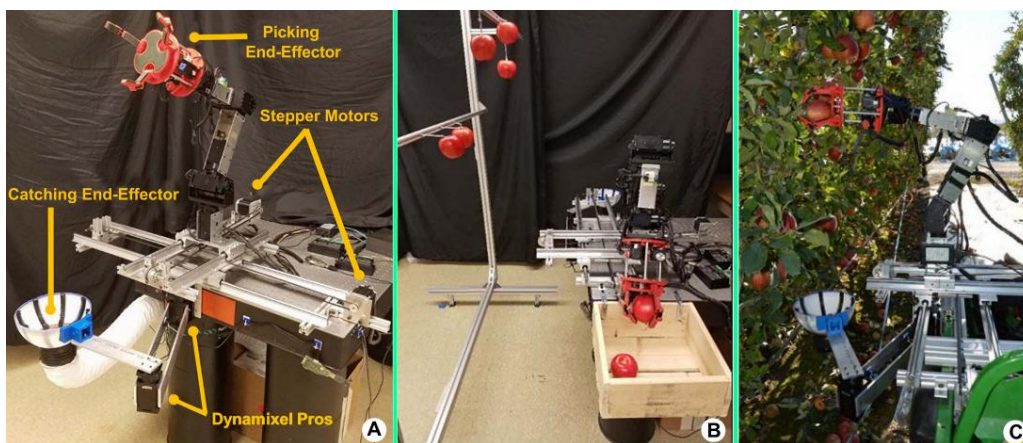 Picking
End-Effector
Stepper Motors
Catching End-Effector
Dynamixel Pros
A
B
C